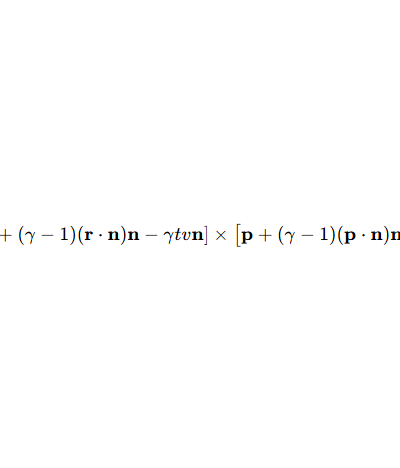 + (γ − 1)(r · n)n − γtvn] × [p + (γ − 1)(p · n)n